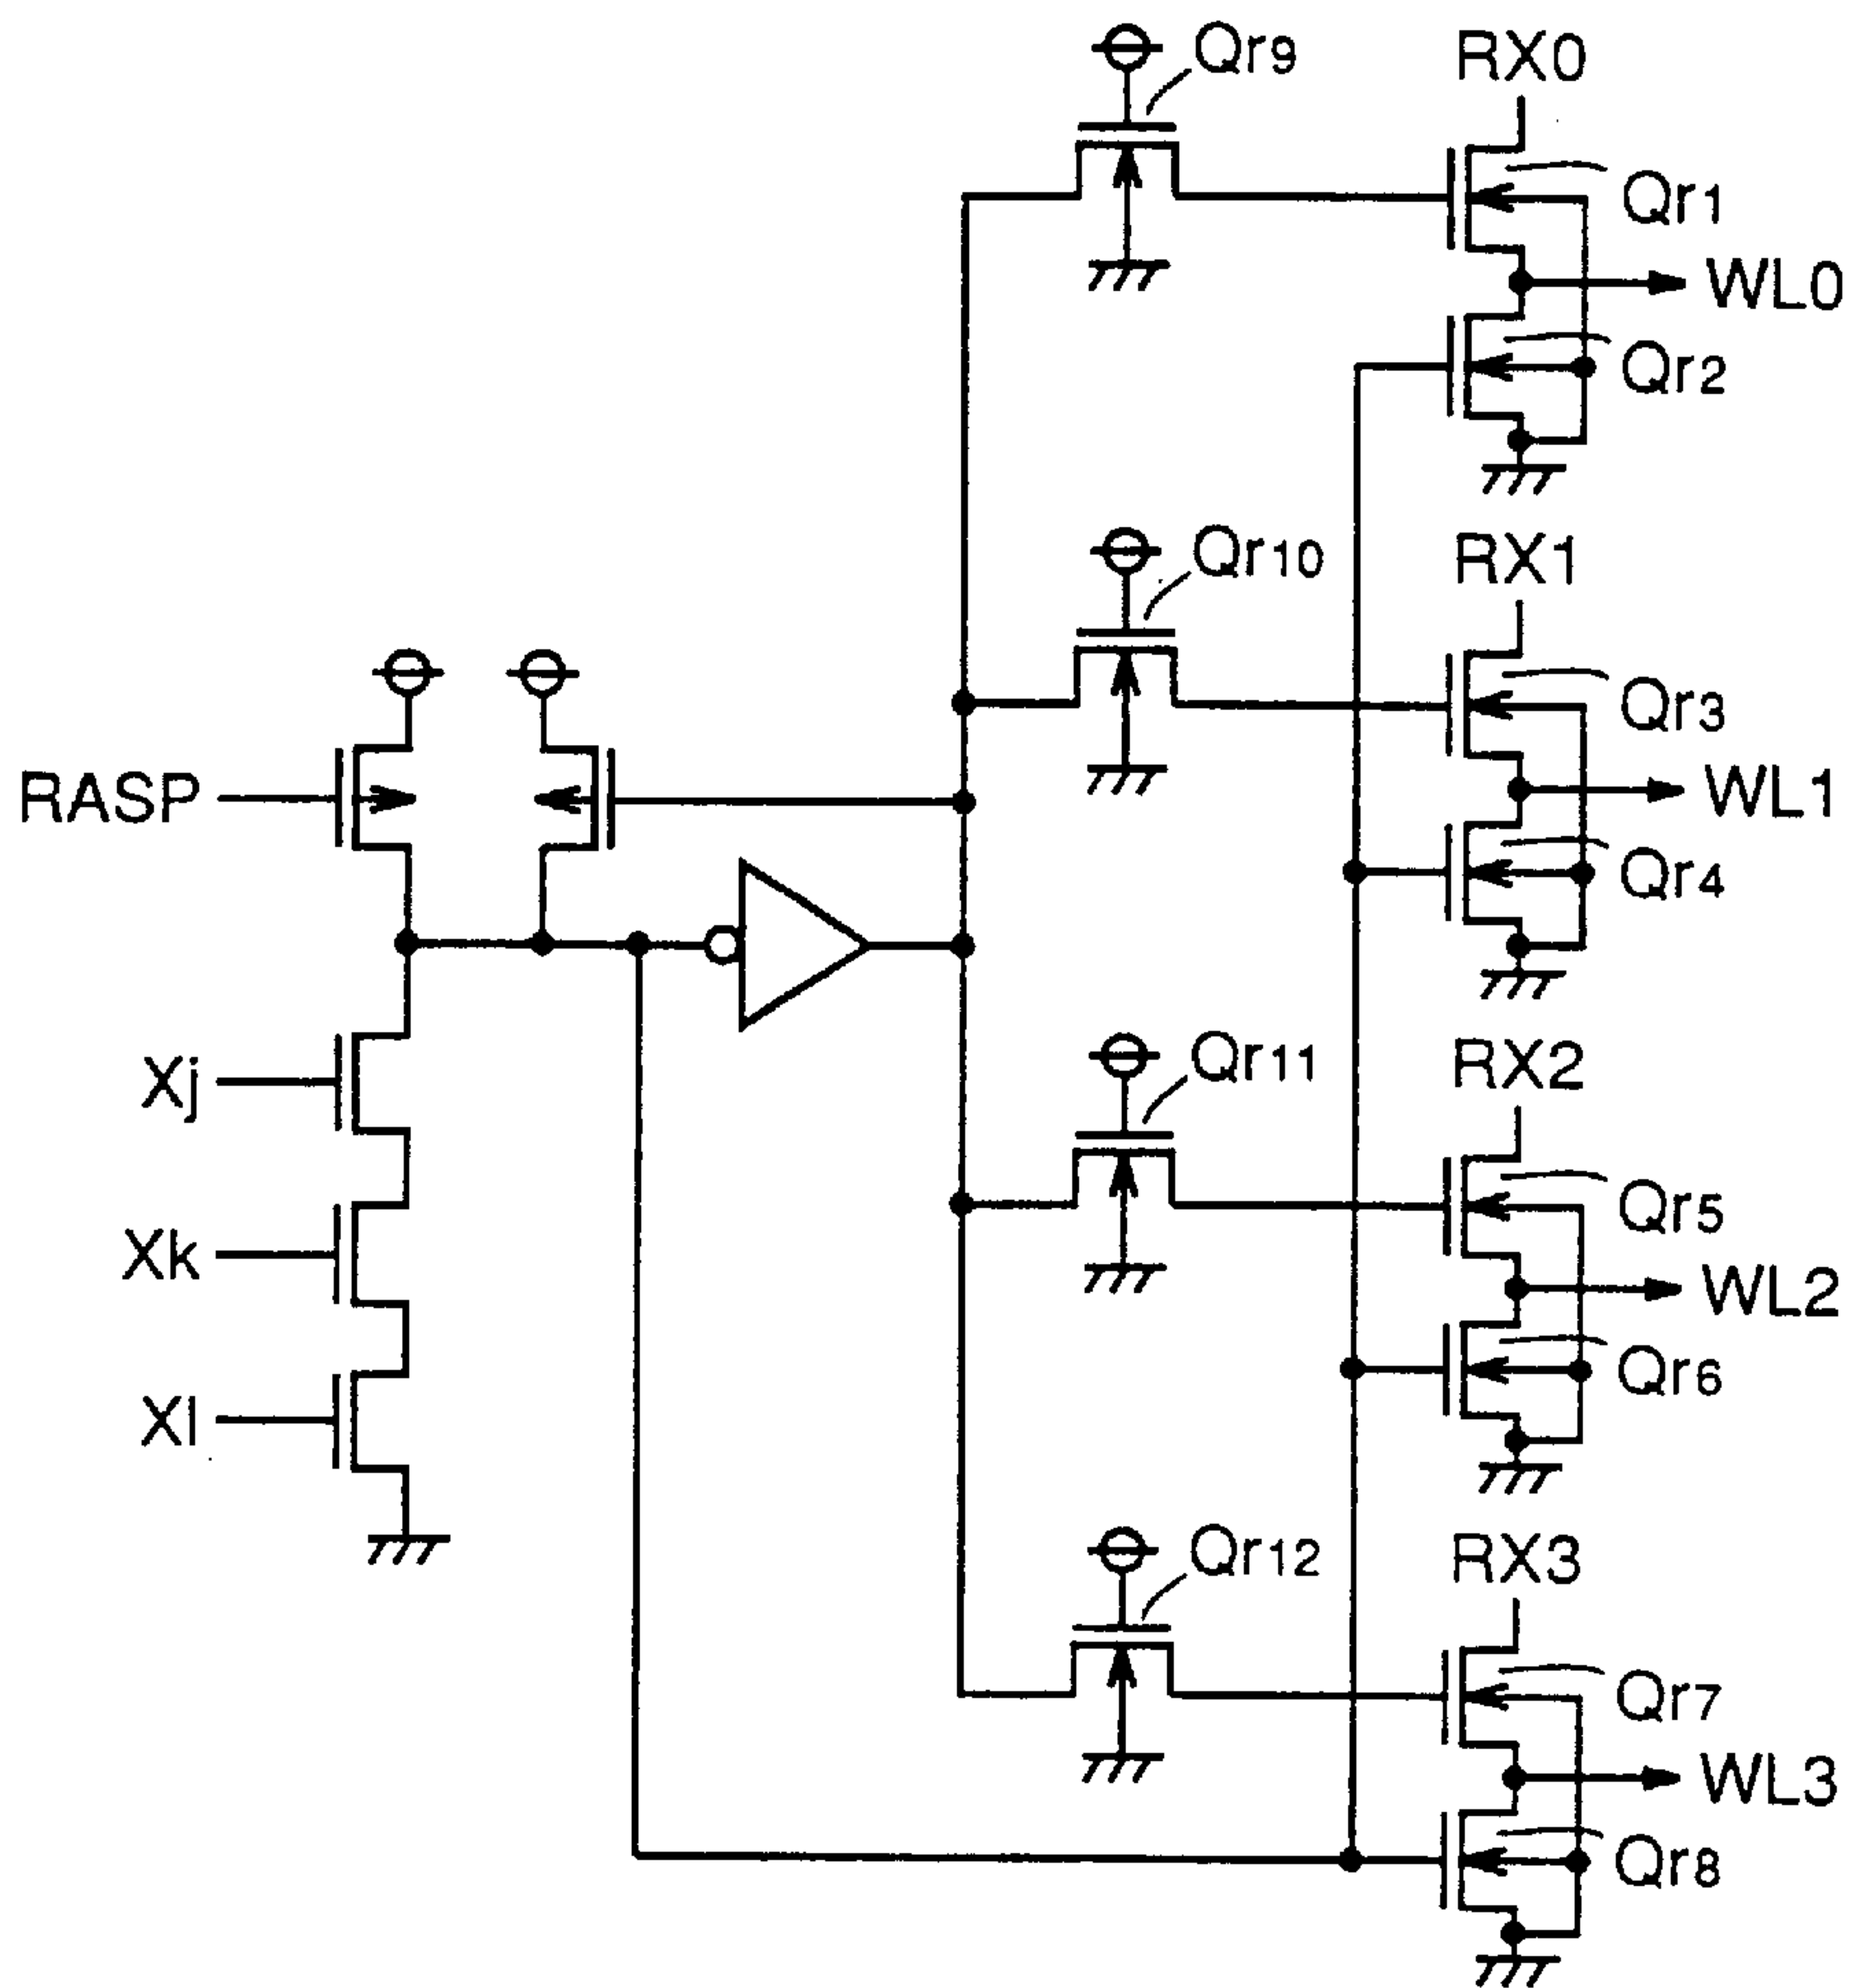 Qr9
RX0
Qr1
WL0
Qr2
Qr10
RX1
Qr3
RASP
WL1
Qr4
Qr11
RX2
Xj
Qr5
Xk
WL2
Qr6
Xl
Qr12
RX3
Qr7
WL3
Qr8